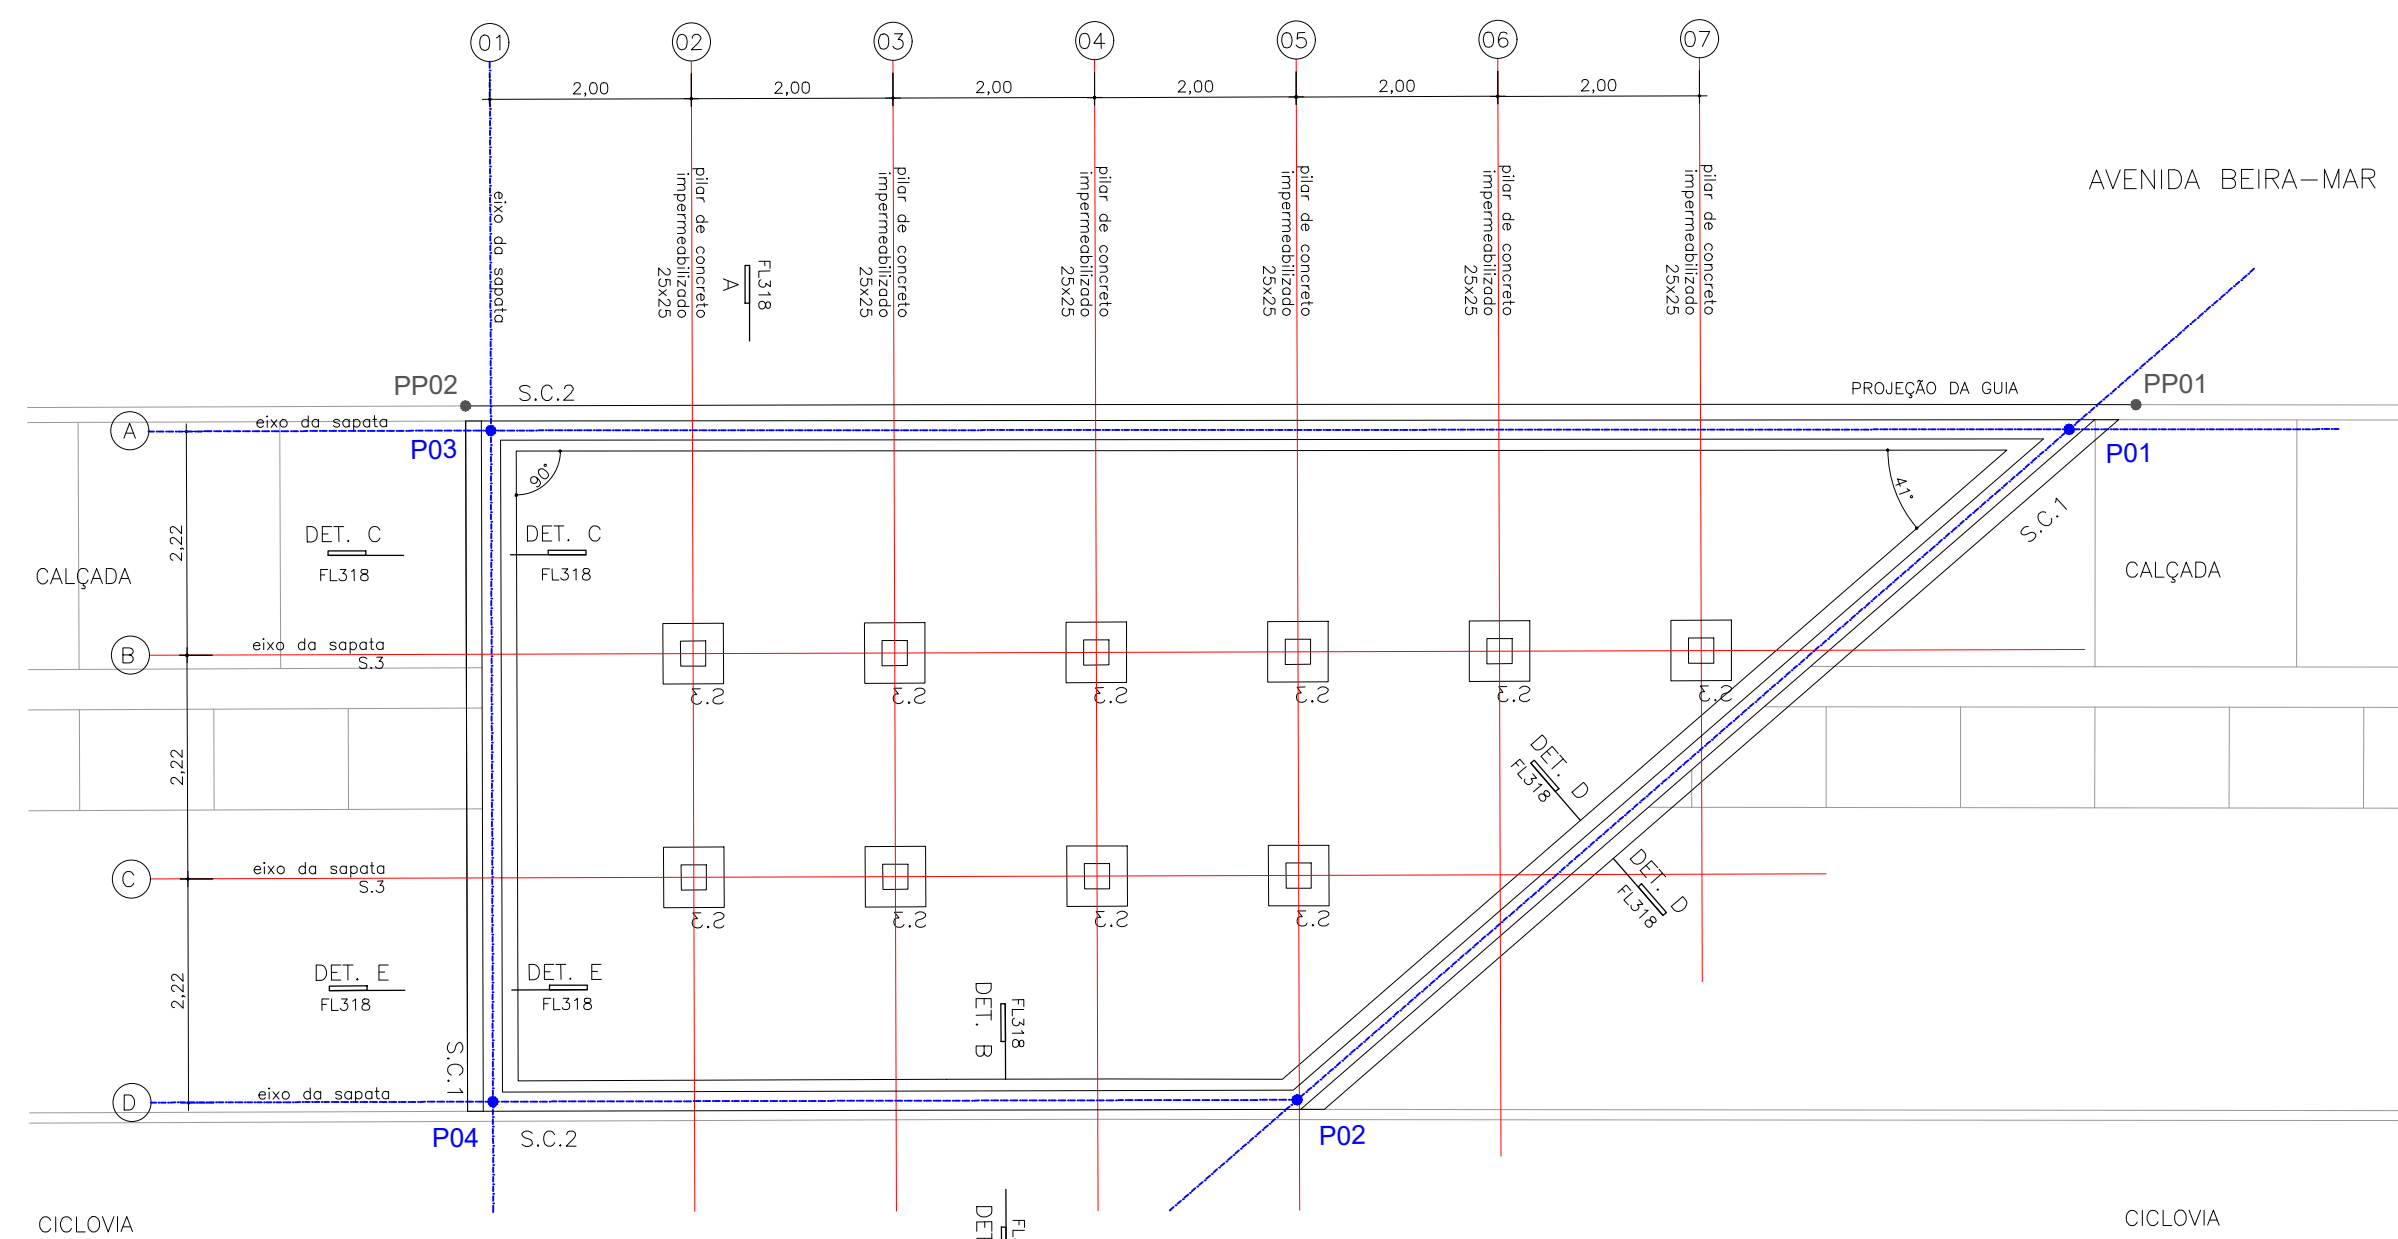 01
02
03
04
05
06
07
2,00
2,00
2,00
2,00
2,00
2,00
AVENIDA BEIRA-MAR
eixo da sapata
pilar de concreto
impermeabilizado
25x25
FL318
A
pilar de concreto
impermeabilizado
25x25
pilar de concreto
impermeabilizado
25x25
pilar de concreto
impermeabilizado
25x25
pilar de concreto
impermeabilizado
25x25
pilar de concreto
impermeabilizado
25x25
PP02
S.C.2
PROJEÇÃO DA GUIA
PP01
A
eixo da sapata
P03
P01
90°
41°
S.C.1
2,22
DET. C
FL318
DET. C
FL318
CALÇADA
CALÇADA
B
eixo da sapata
S.3
S.3
S.3
S.3
S.3
S.3
S.3
2,22
DET. D
FL318
C
eixo da sapata
S.3
DET. D
FL318
S.3
S.3
S.3
S.3
2,22
DET. E
FL318
DET. E
FL318
DET. B
FL318
S.C.1
D
eixo da sapata
P04
S.C.2
P02
CICLOVIA
DET
FL.
CICLOVIA